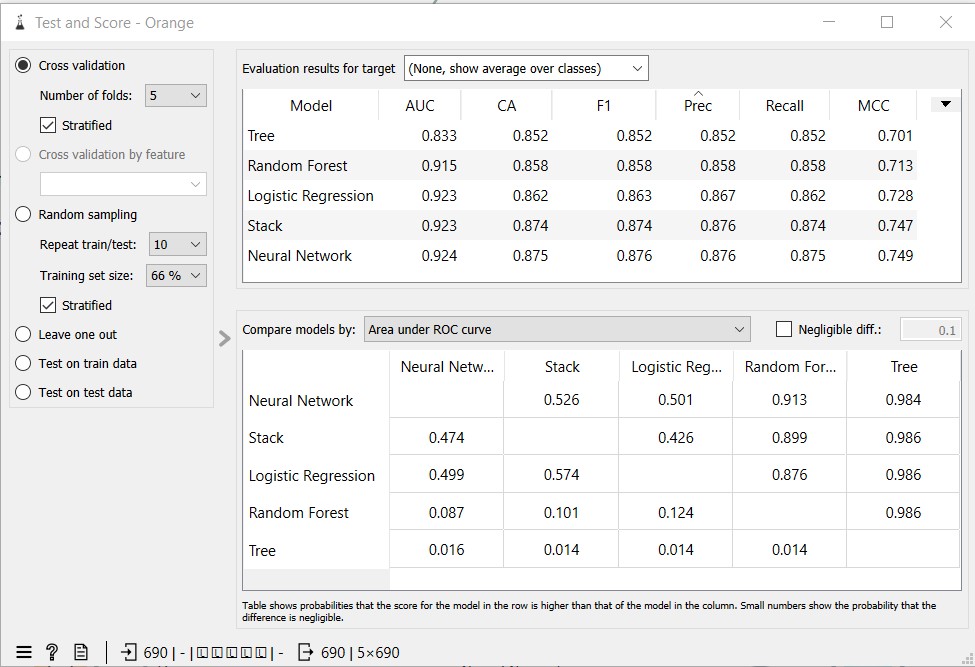 Test and Score - Orange
Cross validation
Number of folds: 5
Stratified
Cross validation by feature
Random sampling
Repeat train/test: 10
Training set size: 66 %
Stratified
Leave one out
Test on train data
Test on test data
Evaluation results for target (None, show average over classes)
Model AUC CA F1 Prec Recall MCC
Tree 0.833 0.852 0.852 0.852 0.852 0.701
Random Forest 0.915 0.858 0.858 0.858 0.858 0.713
Logistic Regression 0.923 0.862 0.863 0.867 0.862 0.728
Stack 0.923 0.874 0.874 0.876 0.874 0.747
Neural Network 0.924 0.875 0.876 0.876 0.875 0.749
Compare models by: Area under ROC curve Negligible diff.: 0.1
Neural Netw... Stack Logistic Reg... Random For... Tree
Neural Network 0.526 0.501 0.913 0.984
Stack 0.474 0.426 0.899 0.986
Logistic Regression 0.499 0.574 0.876 0.986
Random Forest 0.087 0.101 0.124 0.986
Tree 0.016 0.014 0.014 0.014
Table shows probabilities that the score for the model in the row is higher than that of the model in the column. Small numbers show the probability that the
difference is negligible.
690 | - | ▯▯▯▯▯ | - 690 | 5×690